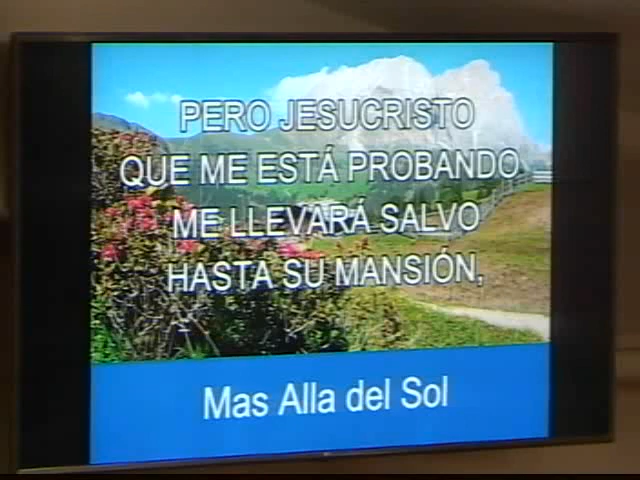 PERO JESUCRISTO
QUE ME ESTÁ PROBANDO
ME LLEVARÁ SALVO
HASTA SU MANSIÓN,
Mas Alla del Sol